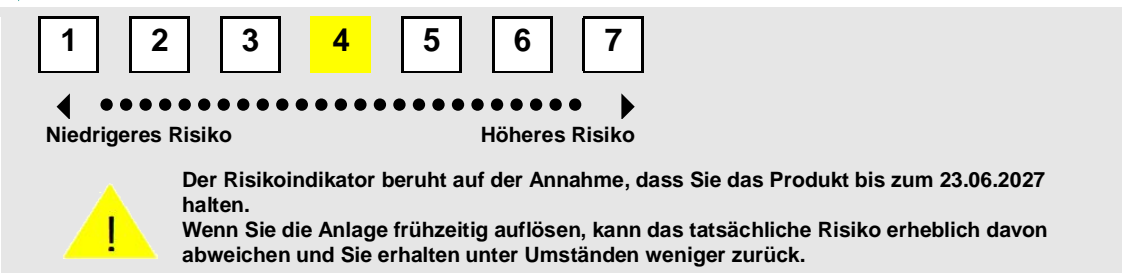 1 2 3 4 5 6 7
Niedrigeres Risiko Höheres Risiko
!
Der Risikoindikator beruht auf der Annahme, dass Sie das Produkt bis zum 23.06.2027
halten.
Wenn Sie die Anlage frühzeitig auflösen, kann das tatsächliche Risiko erheblich davon
abweichen und Sie erhalten unter Umständen weniger zurück.